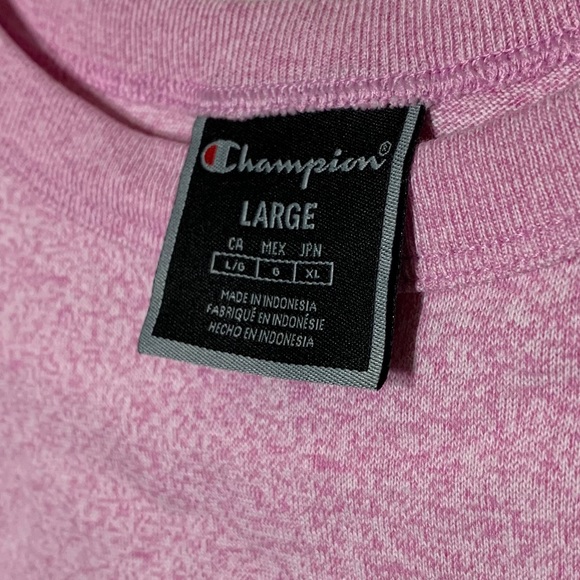 Champion®
LARGE
CA MEX JPN
L/G G XL
MADE IN INDONESIA
FABRIQUÉ EN INDONÉSIE
HECHO EN INDONESIA